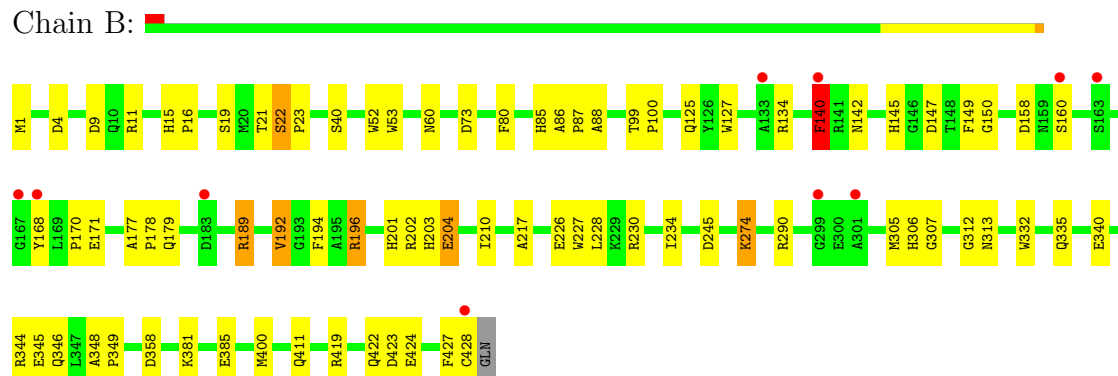 Chain B:
M1 D4 D9 Q10 R11 H15 P16 S19 M20 T21 S22 P23 S40 W52 W53 N60 D73 F80 H85 A86 P87 A88 T99 P100 Q125 Y126 W127 A133 R134 F140 R141 N142 H145 G146 D147 T148 F149 G150 D158 N159 S160 S163
G167 Y168 L169 P170 E171 A177 P178 Q179 D183 R189 V192 G193 F194 A195 R196 H201 R202 H203 E204 I210 A217 E226 W227 L228 K229 R230 I234 D245 K274 R290 G299 E300 A301 M305 H306 G307 G312 N313 W332 Q335 E340
R344 E345 Q346 L347 A348 P349 D358 K381 E385 M400 Q411 R419 Q422 D423 E424 F427 C428 GLN